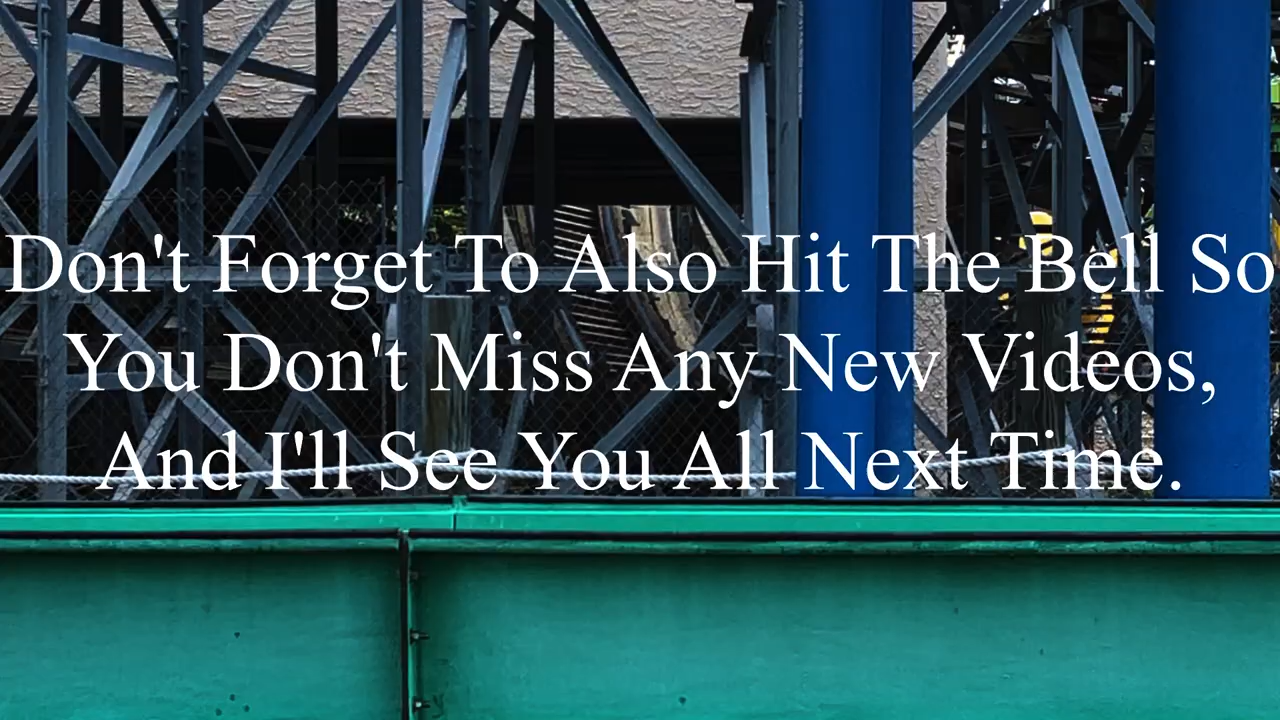 Don't Forget To Also Hit The Bell So
You Don't Miss Any New Videos,
And I'll See You All Next Time.